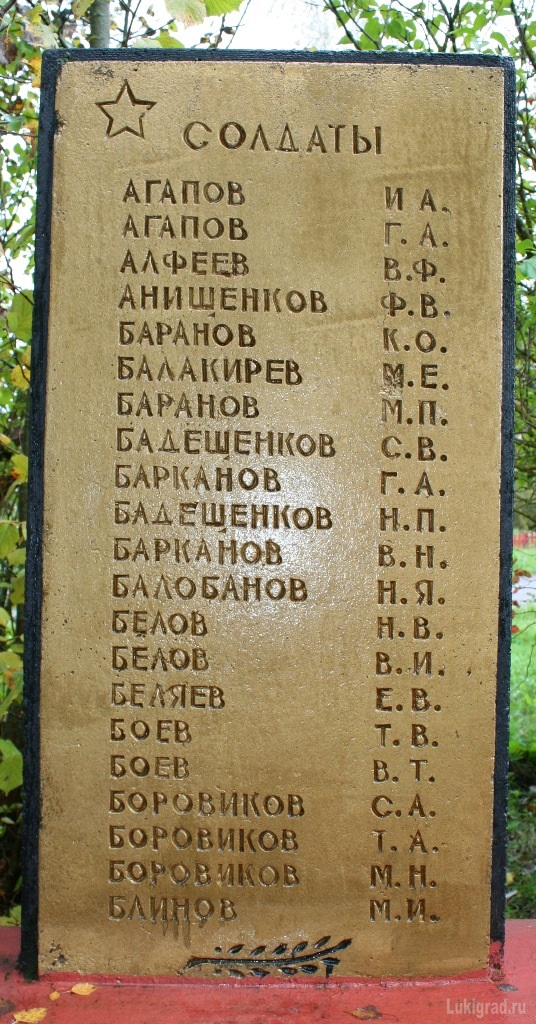 СОЛДАТЫ
АГАПОВ И А.
АГАПОВ Г. А.
АЛФЕЕВ В.Ф.
АНИЩЕНКОВ Ф.В.
БАРАНОВ К.О.
БАЛАКИРЕВ М.Е.
БАРАНОВ М.П.
БАДЕЩЕНКОВ С.В.
БАРКАНОВ Г.А.
БАДЕЩЕНКОВ Н.П.
БАРКАНОВ В.Н.
БАЛОБАНОВ Н.Я.
БЕЛОВ Н.В.
БЕЛОВ В.И.
БЕЛЯЕВ Е.В.
БОЕВ Т.В.
БОЕВ В.Т.
БОРОВИКОВ С.А.
БОРОВИКОВ Т.А.
БОРОВИКОВ М.Н.
БЛИНОВ М.И.
Lukigrad.ru